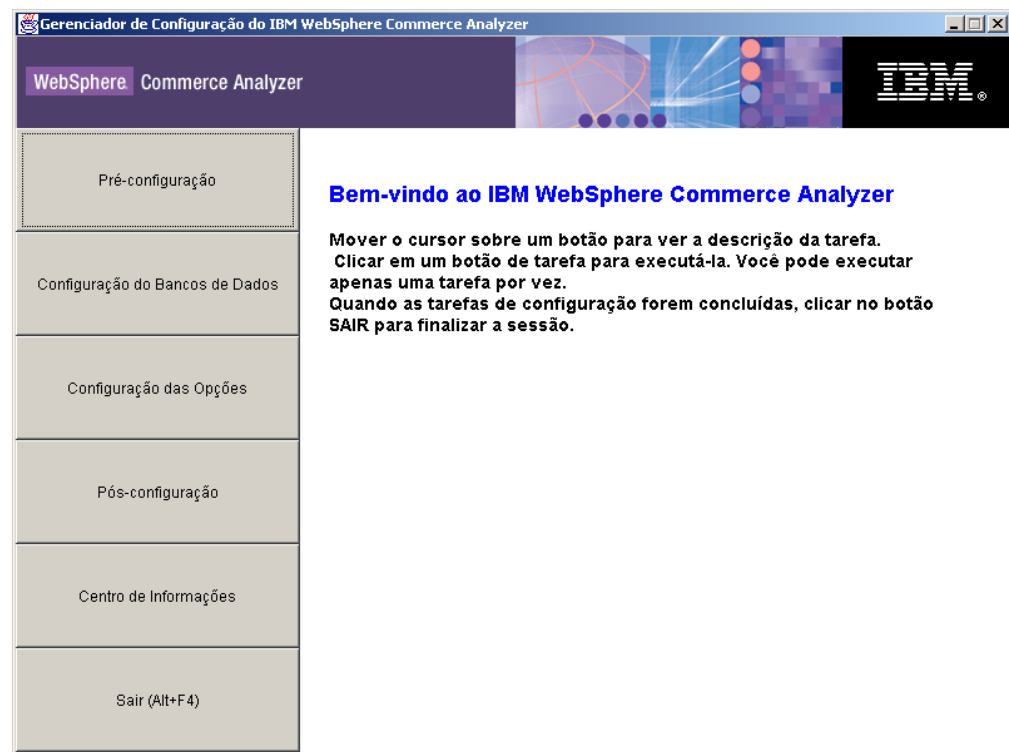 Gerenciador de Configuração do IBM WebSphere Commerce Analyzer
WebSphere Commerce Analyzer
IBM®
Pré-configuração
Configuração do Bancos de Dados
Configuração das Opções
Pós-configuração
Centro de Informações
Sair (Alt+F4)
Bem-vindo ao IBM WebSphere Commerce Analyzer
Mover o cursor sobre um botão para ver a descrição da tarefa.
Clicar em um botão de tarefa para executá-la. Você pode executar
apenas uma tarefa por vez.
Quando as tarefas de configuração forem concluídas, clicar no botão
SAIR para finalizar a sessão.